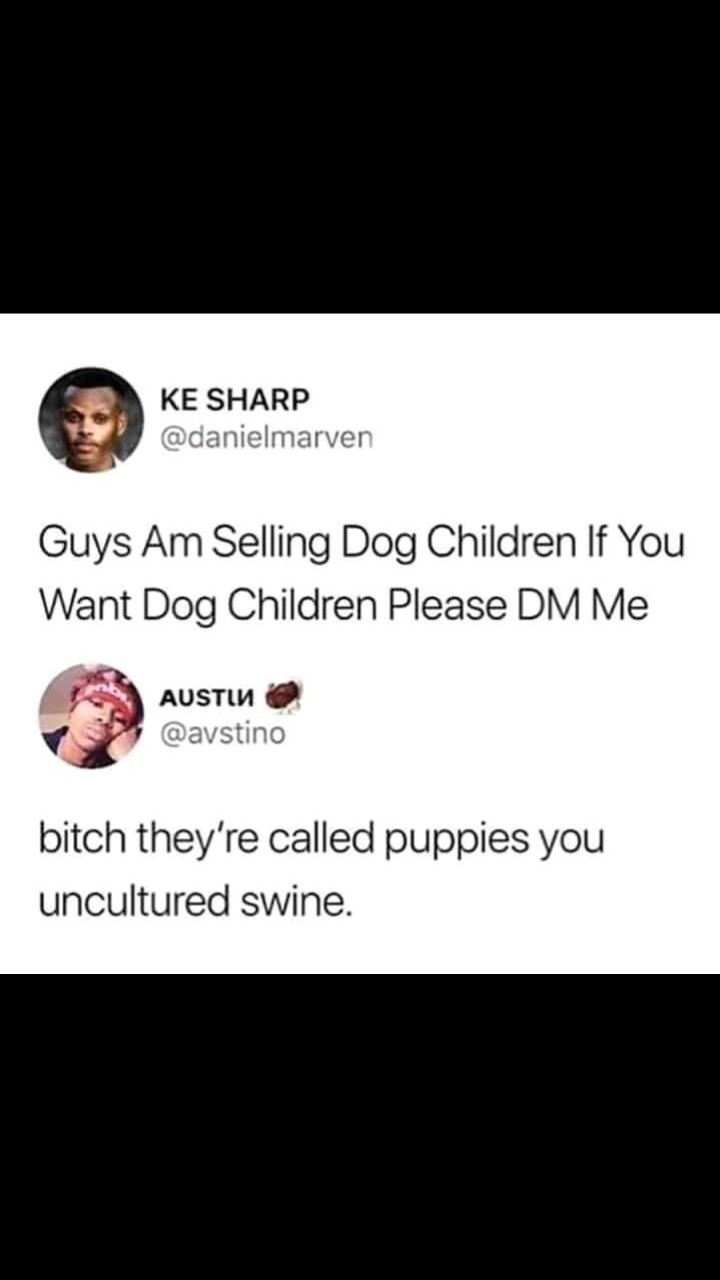 KE SHARP
@danielmarven
Guys Am Selling Dog Children If You
Want Dog Children Please DM Me
AUSTIИ
@avstino
bitch they're called puppies you
uncultured swine.